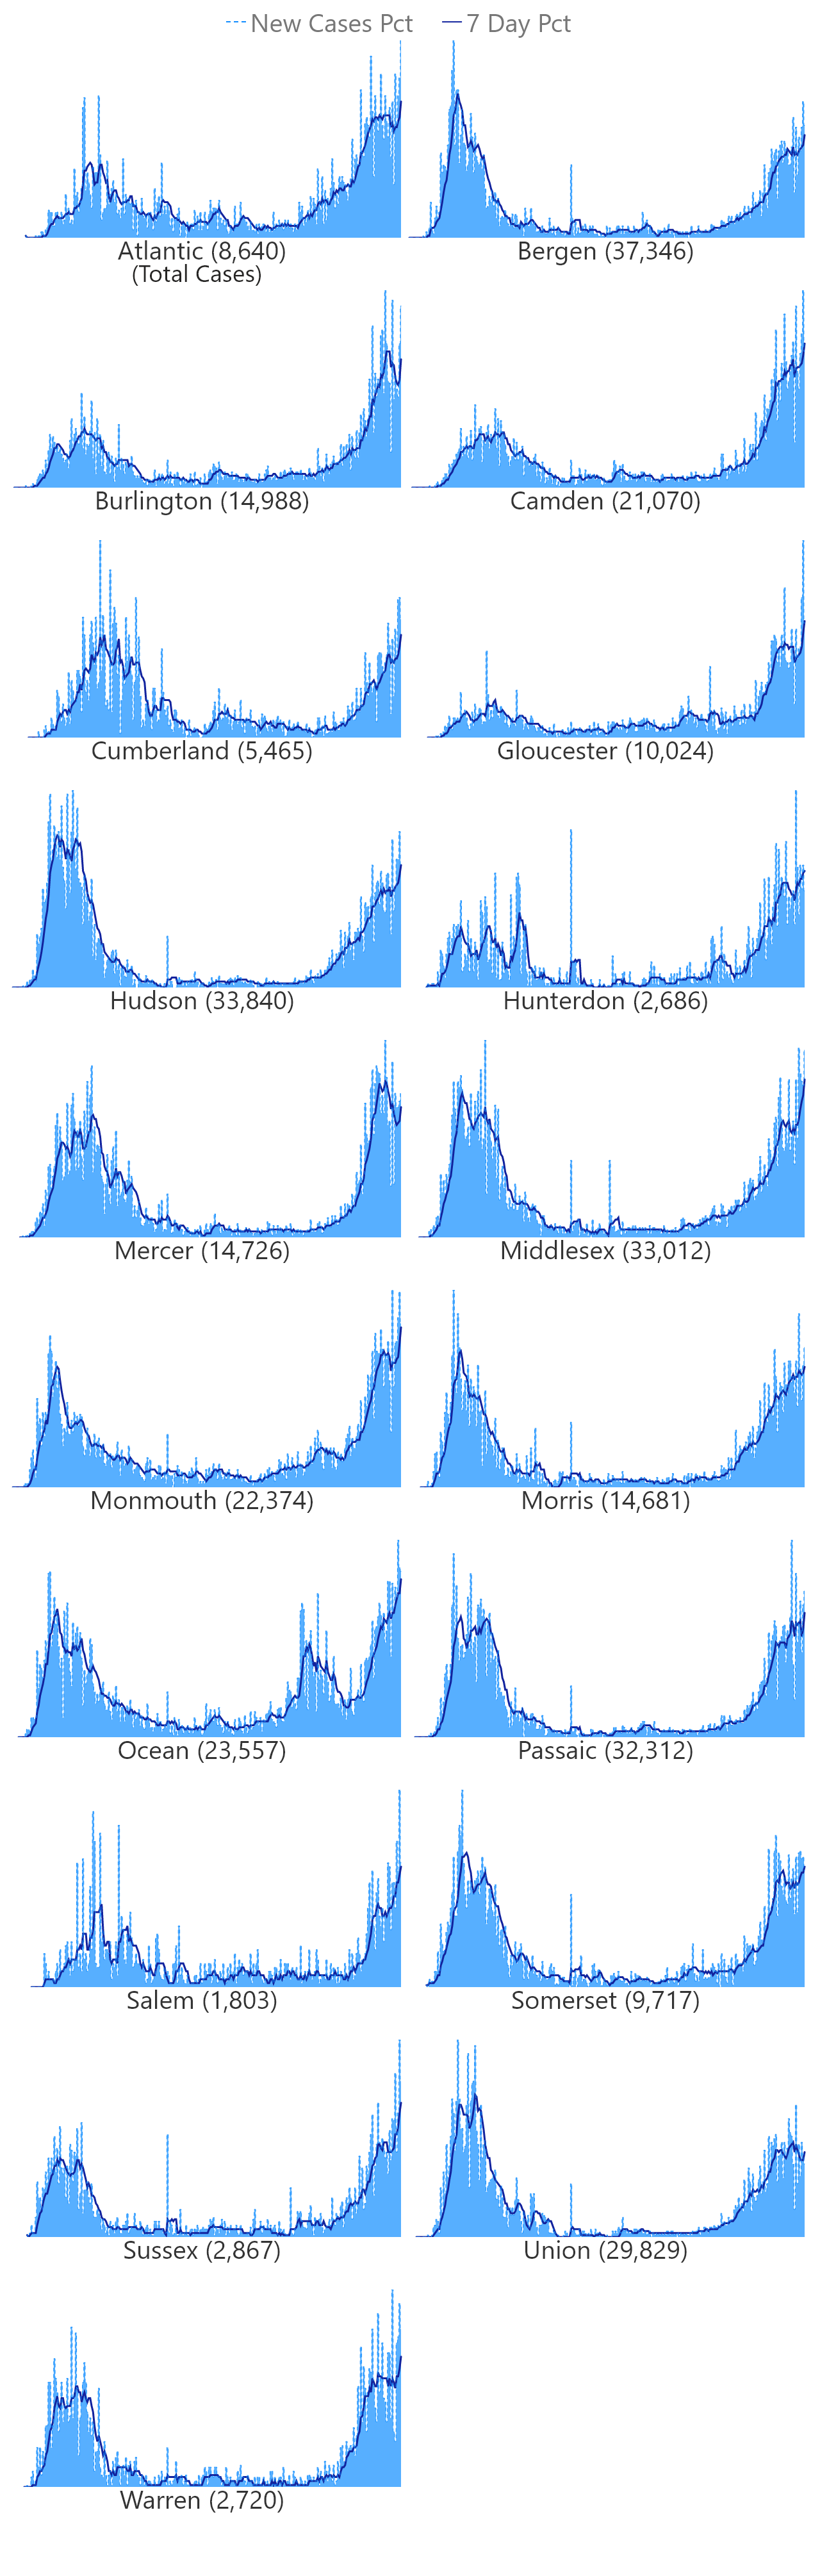 New Cases Pct 7 Day Pct
Atlantic (8,640) Bergen (37,346)
(Total Cases)
Burlington (14,988) Camden (21,070)
Cumberland (5,465) Gloucester (10,024)
Hudson (33,840) Hunterdon (2,686)
Mercer (14,726) Middlesex (33,012)
Monmouth (22,374) Morris (14,681)
Ocean (23,557) Passaic (32,312)
Salem (1,803) Somerset (9,717)
Sussex (2,867) Union (29,829)
Warren (2,720)